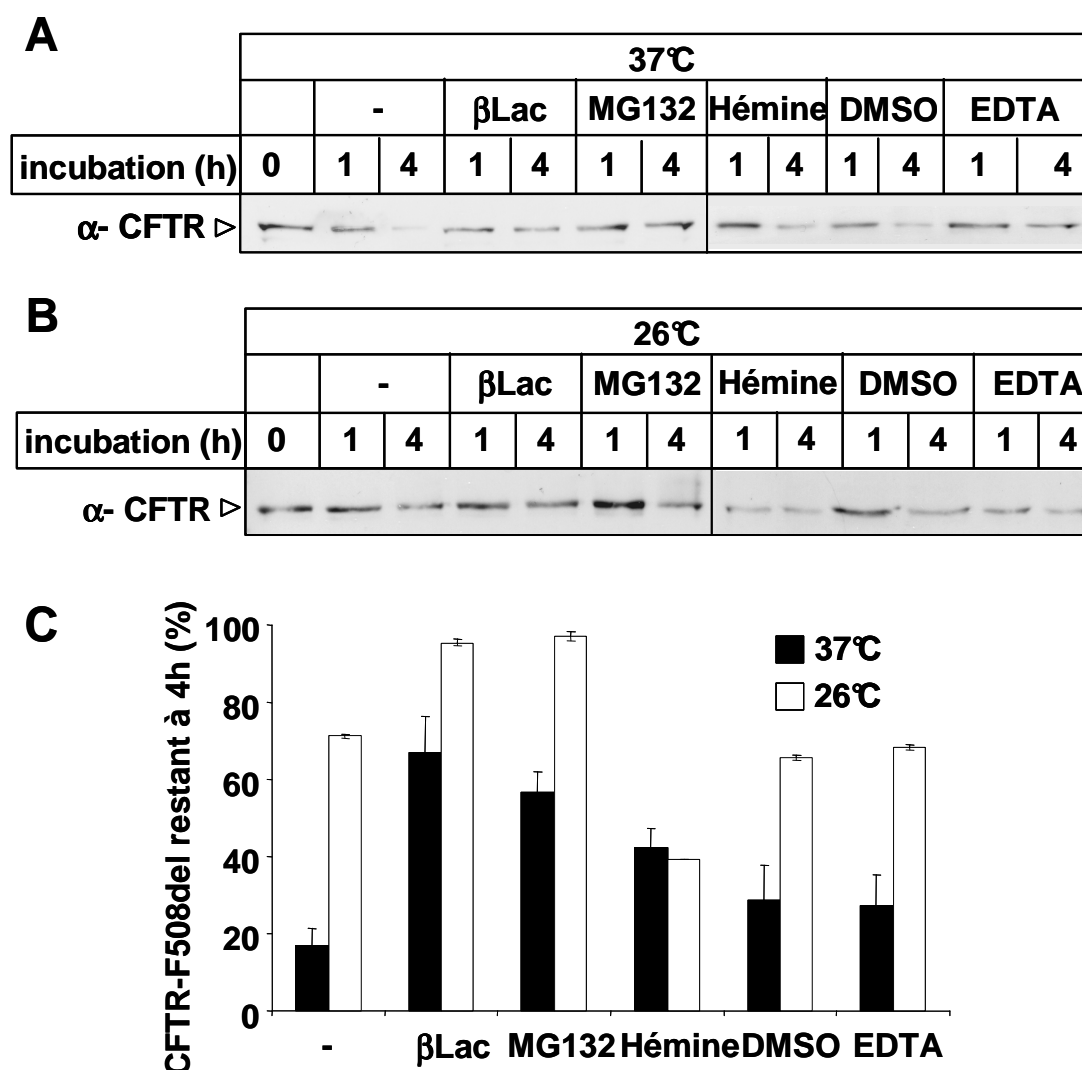 A
37°C
- βLac MG132 Hémine DMSO EDTA
incubation (h) 0 1 4 1 4 1 4 1 4 1 4 1 4
α- CFTR
B
26°C
- βLac MG132 Hémine DMSO EDTA
incubation (h) 0 1 4 1 4 1 4 1 4 1 4 1 4
α- CFTR
C
CFTR-F508del restant à 4h (%)
100
80
60
40
20
0
37°C
26°C
- βLac MG132 Hémine DMSO EDTA